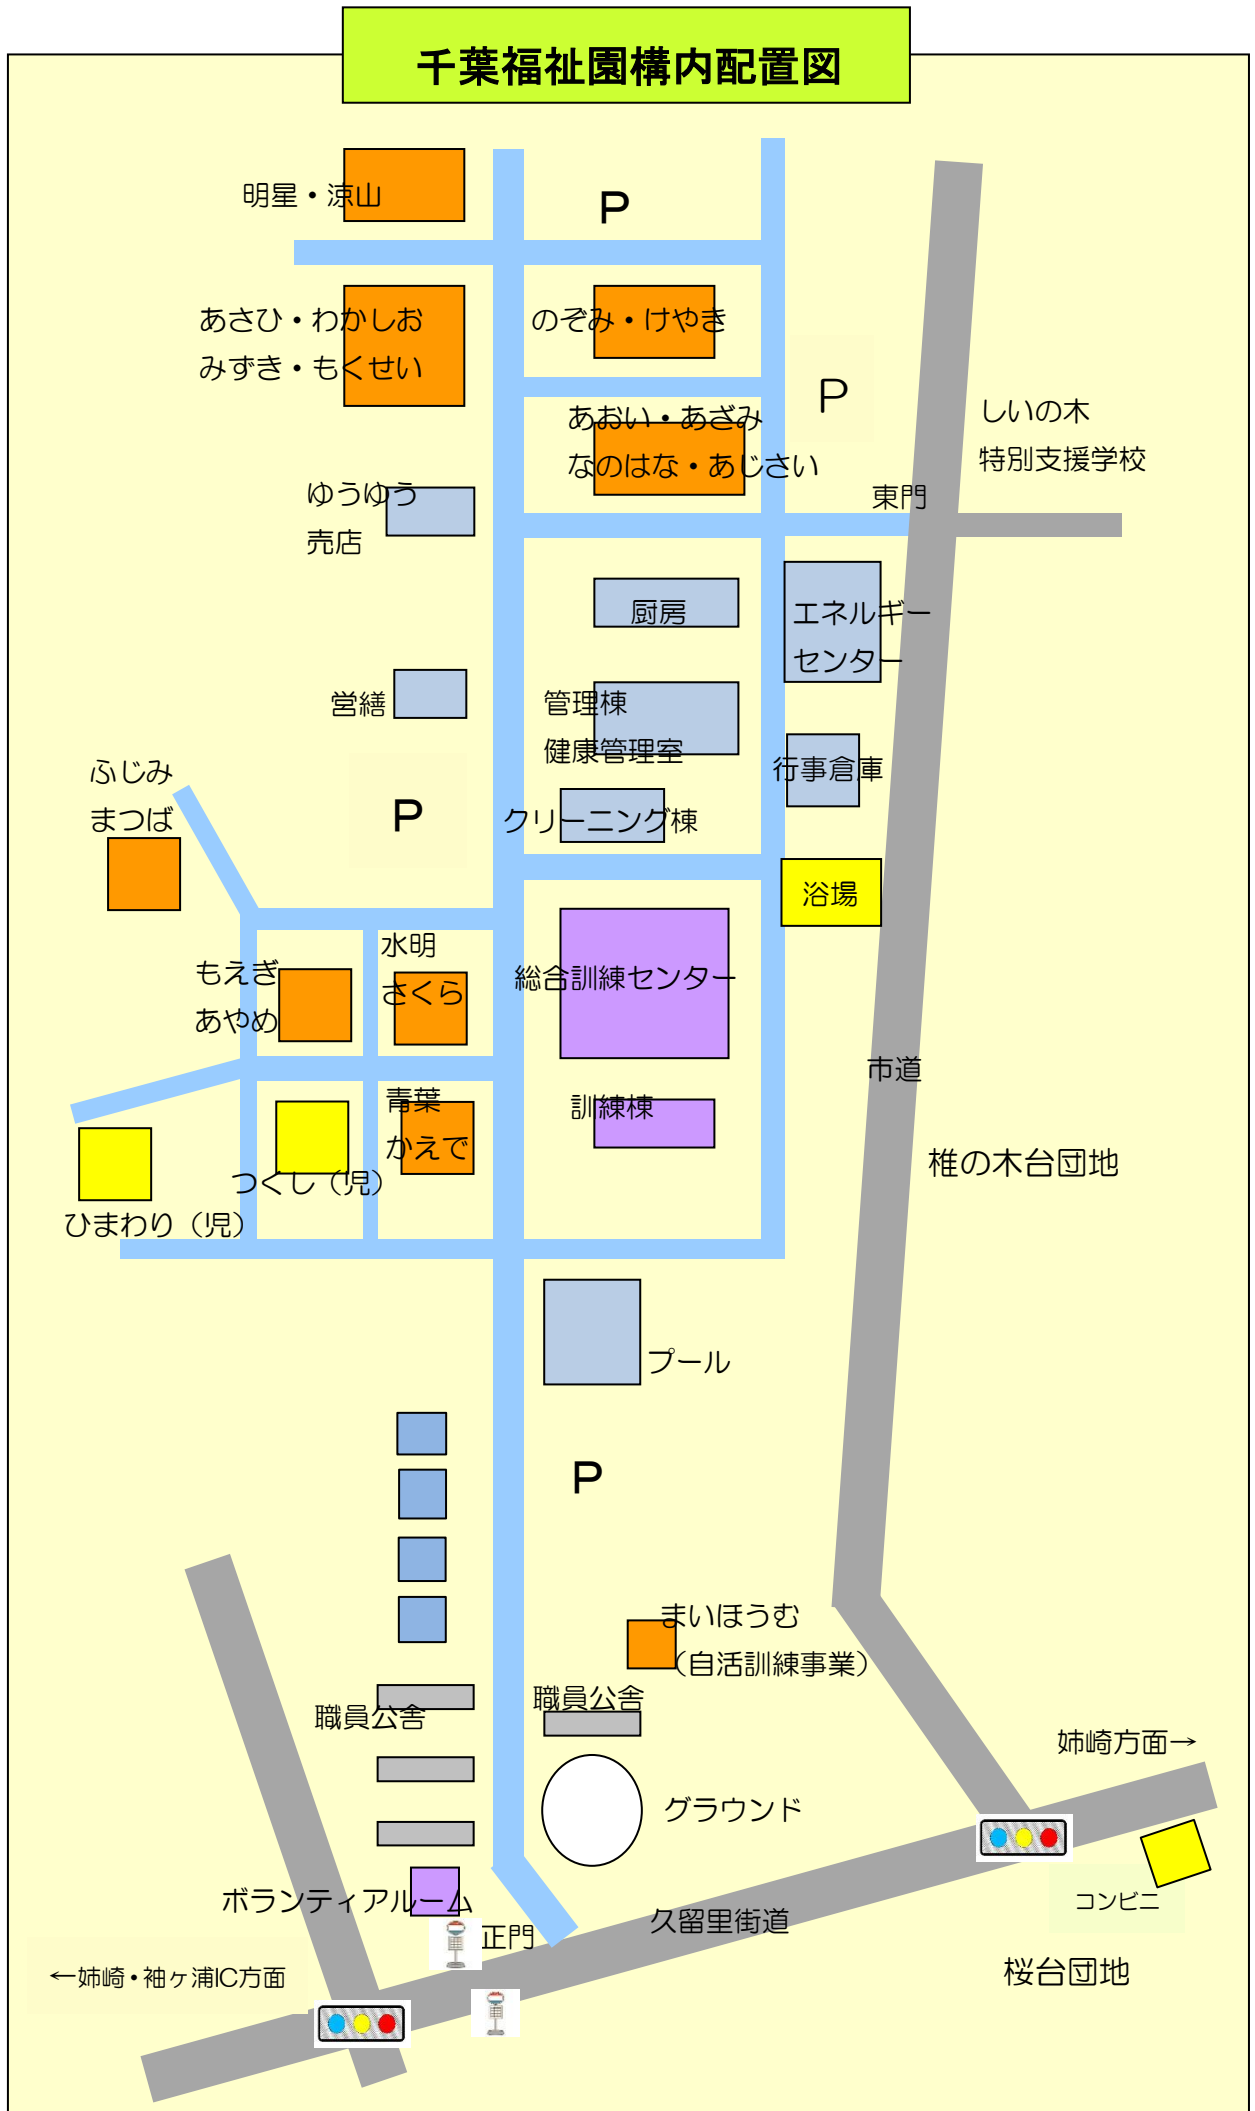 千葉福祉園構内配置図
明星・涼山
P
あさひ・わかしお
みずき・もくせい
のぞみ・けやき
P
あおい・あざみ
なのはな・あじさい
しいの木
特別支援学校
東門
ゆうゆう
売店
厨房
エネルギー
センター
営繕
管理棟
健康管理室
行事倉庫
ふじみ
まつば
P
クリーニング棟
浴場
水明
さくら
もえぎ
あやめ
総合訓練センター
市道
青葉
かえで
訓練棟
椎の木台団地
つくし（児）
ひまわり（児）
プール
P
まいほうむ
（自活訓練事業）
職員公舎
職員公舎
姉崎方面→
グラウンド
ボランティアルーム
正門
久留里街道
コンビニ
←姉崎・袖ヶ浦IC方面
桜台団地